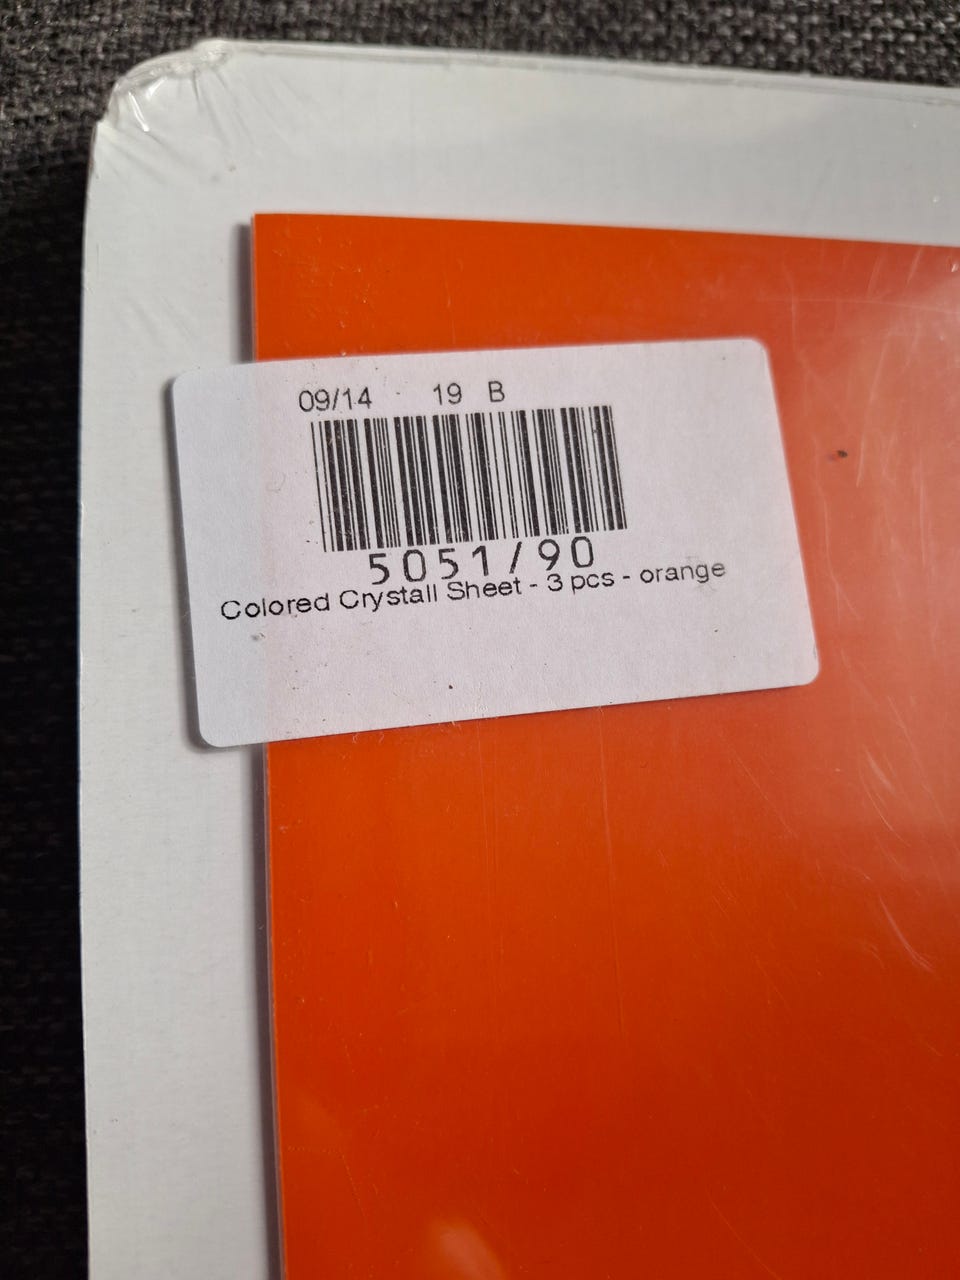 09/14 19 B
5051/90
Colored Crystall Sheet - 3 pcs - orange